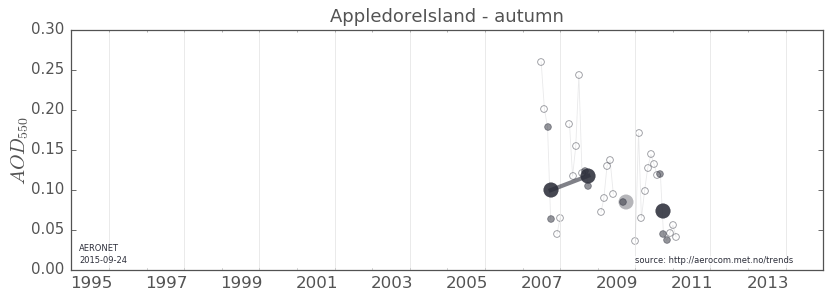 AppledoreIsland - autumn
0.30
0.25
0.20
0.15
0.10
0.05
0.00
AOD550
AERONET
2015-09-24
source: http://aerocom.met.no/trends
1995 1997 1999 2001 2003 2005 2007 2009 2011 2013